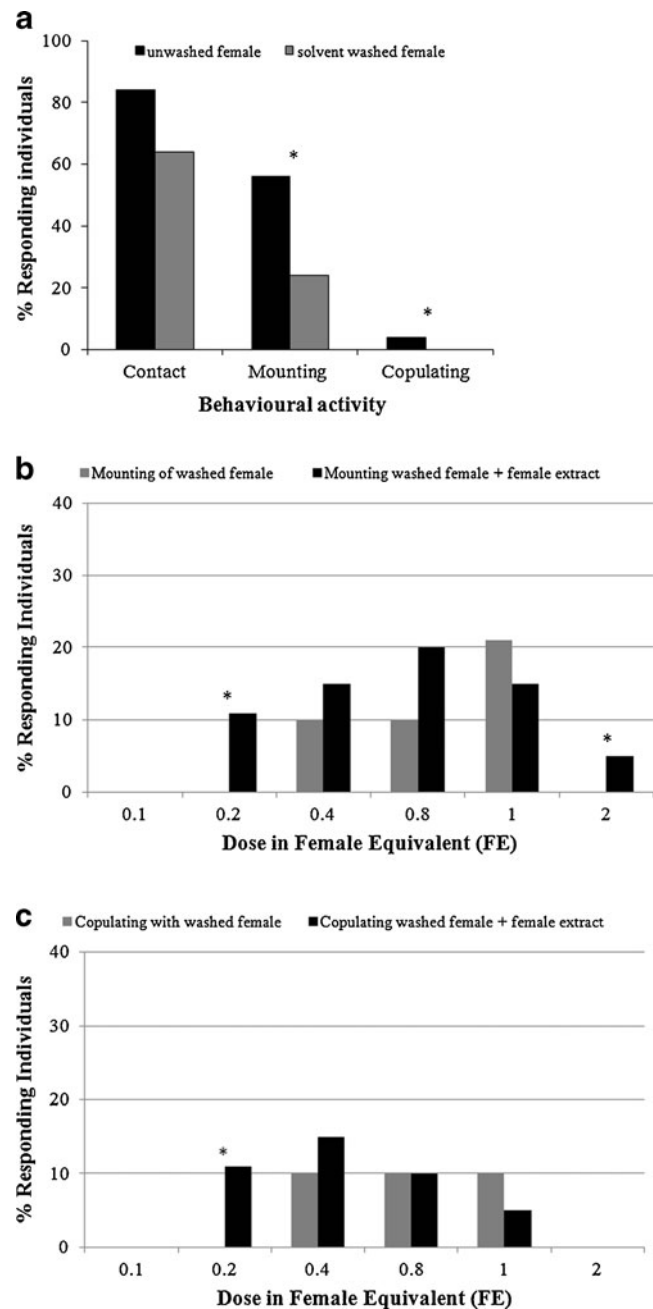 a
unwashed female solvent washed female
100
80
60
40
20
0
% Responding individuals
*
*
Contact Mounting Copulating
Behavioural activity
b
Mounting of washed female Mounting washed female + female extract
40
30
20
10
0
% Responding Individuals
*
*
0.1 0.2 0.4 0.8 1 2
Dose in Female Equivalent (FE)
c
Copulating with washed female Copulating washed female + female extract
40
30
20
10
0
% Responding Individuals
*
0.1 0.2 0.4 0.8 1 2
Dose in Female Equivalent (FE)